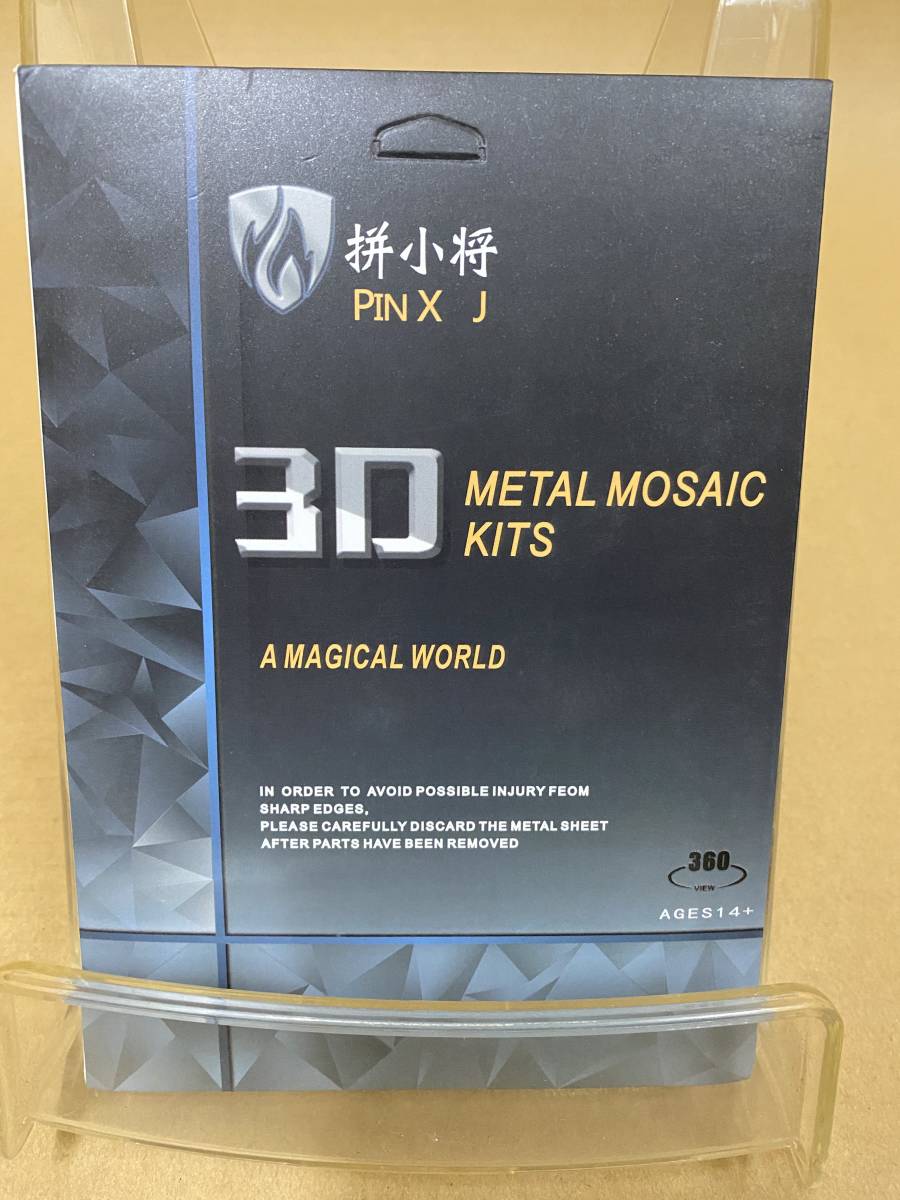 拼小将
PIN X J
3D METAL MOSAIC
KITS
A MAGICAL WORLD
IN ORDER TO AVOID POSSIBLE INJURY FEOM
SHARP EDGES,
PLEASE CAREFULLY DISCARD THE METAL SHEET
AFTER PARTS HAVE BEEN REMOVED
360
VIEW
AGES14+